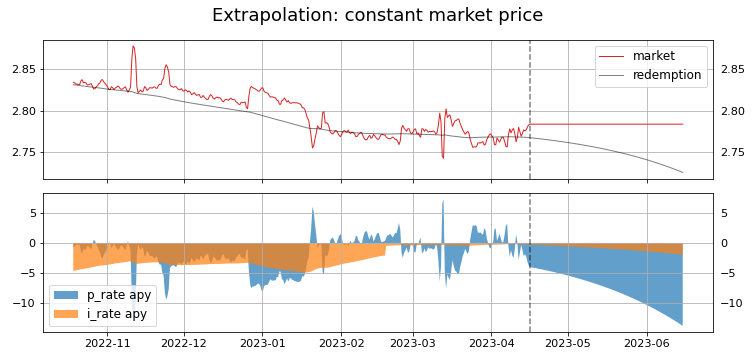 Extrapolation: constant market price
market
redemption
2.85 2.85
2.80 2.80
2.75 2.75
5 5
0 0
−5 −5
−10 −10
p_rate apy
i_rate apy
2022-11 2022-12 2023-01 2023-02 2023-03 2023-04 2023-05 2023-06